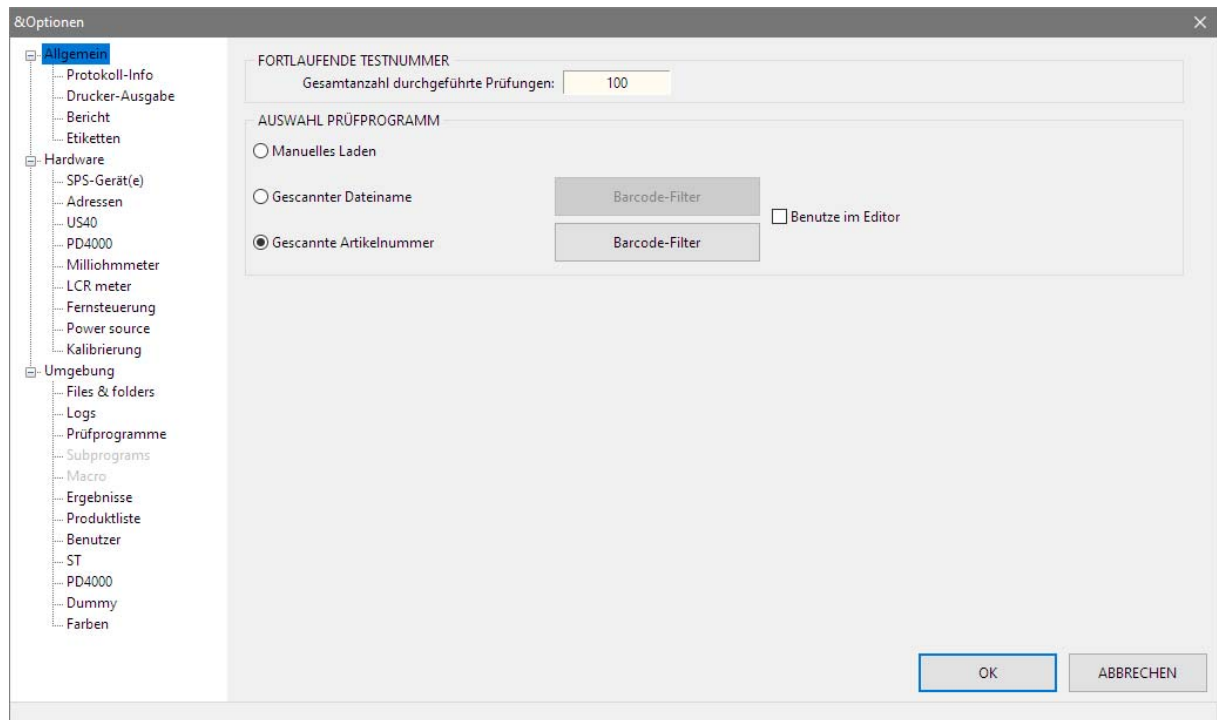 &Optionen
Allgemein
Protokoll-Info
Drucker-Ausgabe
Bericht
Etiketten
Hardware
SPS-Gerät(e)
Adressen
US40
PD4000
Milliohmmeter
LCR meter
Fernsteuerung
Power source
Kalibrierung
Umgebung
Files & folders
Logs
Prüfprogramme
Subprograms
Macro
Ergebnisse
Produktliste
Benutzer
ST
PD4000
Dummy
Farben
FORTLAUFENDE TESTNUMMER
Gesamtanzahl durchgeführte Prüfungen: 100
AUSWAHL PRÜFPROGRAMM
Manuelles Laden
Gescannter Dateiname Barcode-Filter
Benutze im Editor
Gescannte Artikelnummer Barcode-Filter
OK ABBRECHEN